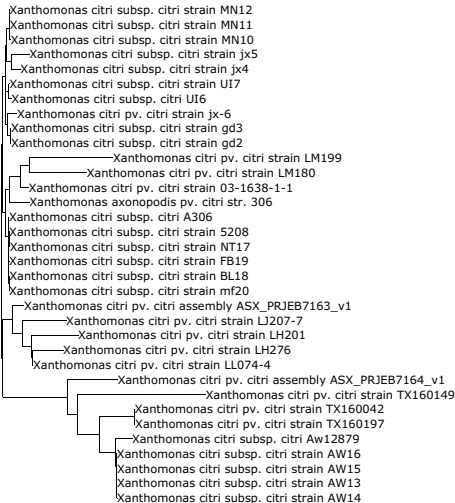 Xanthomonas citri subsp. citri strain MN12
Xanthomonas citri subsp. citri strain MN11
Xanthomonas citri subsp. citri strain MN10
Xanthomonas citri subsp. citri strain jx5
Xanthomonas citri subsp. citri strain jx4
Xanthomonas citri subsp. citri strain UI7
Xanthomonas citri subsp. citri UI6
Xanthomonas citri pv. citri strain jx-6
Xanthomonas citri subsp. citri strain gd3
Xanthomonas citri subsp. citri strain gd2
Xanthomonas citri pv. citri strain LM199
Xanthomonas citri pv. citri strain LM180
Xanthomonas citri pv. citri strain 03-1638-1-1
Xanthomonas axonopodis pv. citri str. 306
Xanthomonas citri subsp. citri A306
Xanthomonas citri subsp. citri strain 5208
Xanthomonas citri subsp. citri strain NT17
Xanthomonas citri subsp. citri strain FB19
Xanthomonas citri subsp. citri strain BL18
Xanthomonas citri subsp. citri strain mf20
Xanthomonas citri pv. citri assembly ASX_PRJEB7163_v1
Xanthomonas citri pv. citri strain LJ207-7
Xanthomonas citri pv. citri strain LH201
Xanthomonas citri pv. citri strain LH276
Xanthomonas citri pv. citri strain LL074-4
Xanthomonas citri pv. citri assembly ASX_PRJEB7164_v1
Xanthomonas citri pv. citri strain TX160149
Xanthomonas citri pv. citri strain TX160042
Xanthomonas citri pv. citri strain TX160197
Xanthomonas citri subsp. citri Aw12879
Xanthomonas citri subsp. citri strain AW16
Xanthomonas citri subsp. citri strain AW15
Xanthomonas citri subsp. citri strain AW13
Xanthomonas citri subsp. citri strain AW14